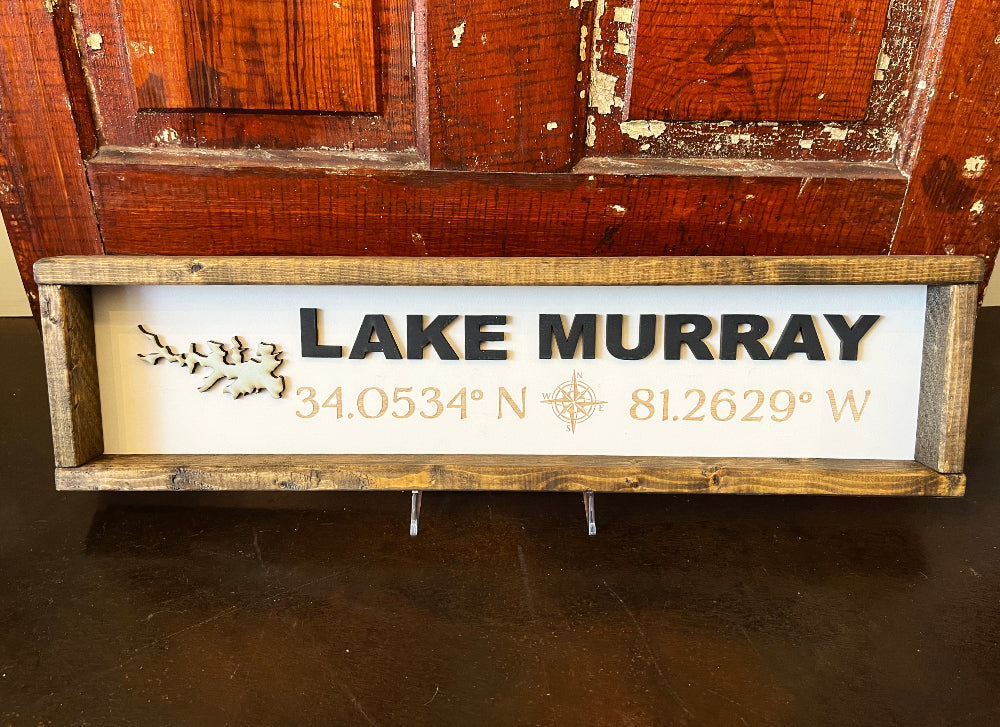 LAKE MURRAY
34.0534° N N W E S 81.2629° W